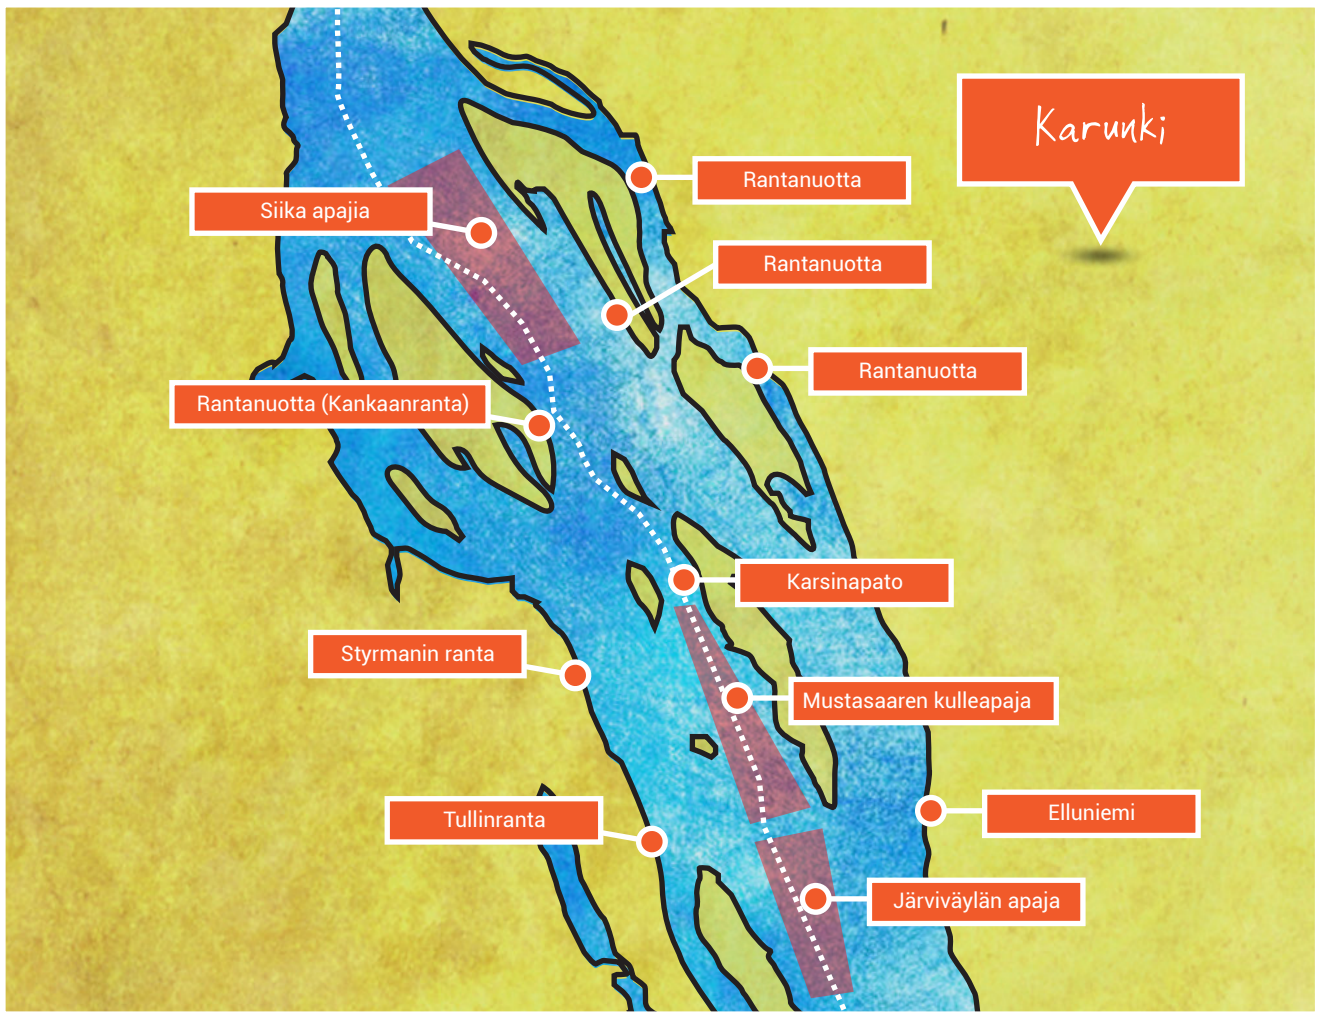 Karunki
Rantanuotta
Siika apajia
Rantanuotta
Rantanuotta
Rantanuotta (Kankaanranta)
Karsinapato
Styrmanin ranta
Mustasaaren kulleapaja
Elluniemi
Tullinranta
Järviväylän apaja